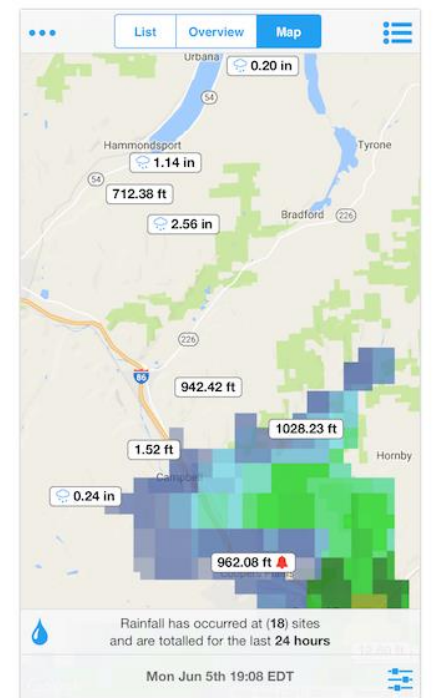 List
Overview
Map
Urbana
0.20 in
54
Hammondsport
Tyrone
1.14 in
54
712.38 ft
2.56 in
Bradford
226
226
86
942.42 ft
1028.23 ft
1.52 ft
Hornby
Campbell
0.24 in
962.08 ft
Coopers Plains
Rainfall has occurred at (18) sites
and are totalled for the last 24 hours
Mon Jun 5th 19:08 EDT